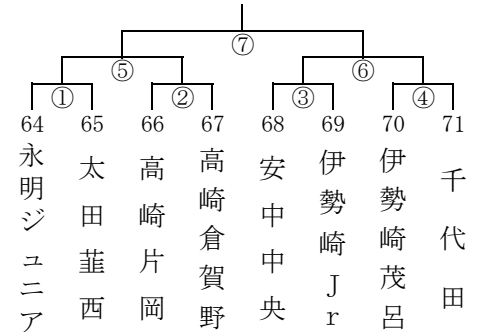 ⑦
⑤ ⑥
① ② ③ ④
64 65 66 67 68 69 70 71
永明ジュニア
太田韮西
高崎片岡
高崎倉賀野
安中中央
伊勢崎Jr
伊勢崎茂呂
千代田